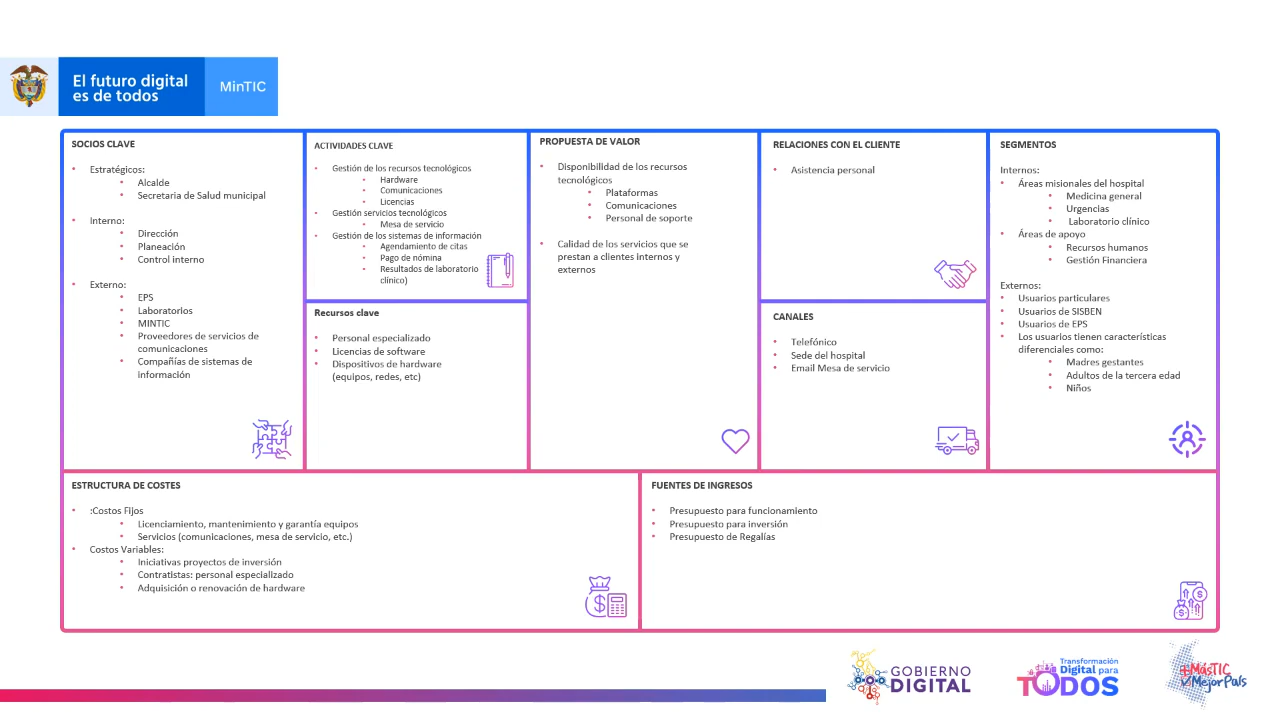 El futuro digital
es de todos
MinTIC
SOCIOS CLAVE
• Estratégicos:
• Alcalde
• Secretaria de Salud municipal
• Interno:
• Dirección
• Planeación
• Control interno
• Externo:
• EPS
• Laboratorios
• MINTIC
• Proveedores de servicios de
comunicaciones
• Compañías de sistemas de
información
ACTIVIDADES CLAVE
• Gestión de los recursos tecnológicos
• Hardware
• Comunicaciones
• Licencias
• Gestión servicios tecnológicos
• Mesa de servicio
• Gestión de los sistemas de información
• Agendamiento de citas
• Pago de nómina
• Resultados de laboratorio
clínico)
Recursos clave
• Personal especializado
• Licencias de software
• Dispositivos de hardware
(equipos, redes, etc)
PROPUESTA DE VALOR
• Disponibilidad de los recursos
tecnológicos
• Plataformas
• Comunicaciones
• Personal de soporte
• Calidad de los servicios que se
prestan a clientes internos y
externos
RELACIONES CON EL CLIENTE
• Asistencia personal
CANALES
• Telefónico
• Sede del hospital
• Email Mesa de servicio
SEGMENTOS
Internos:
• Áreas misionales del hospital
• Medicina general
• Urgencias
• Laboratorio clínico
• Áreas de apoyo
• Recursos humanos
• Gestión Financiera
Externos:
• Usuarios particulares
• Usuarios de SISBEN
• Usuarios de EPS
• Los usuarios tienen características
diferenciales como:
• Madres gestantes
• Adultos de la tercera edad
• Niños
ESTRUCTURA DE COSTES
• :Costos Fijos
• Licenciamiento, mantenimiento y garantía equipos
• Servicios (comunicaciones, mesa de servicio, etc.)
• Costos Variables:
• Iniciativas proyectos de inversión
• Contratistas: personal especializado
• Adquisición o renovación de hardware
FUENTES DE INGRESOS
• Presupuesto para funcionamiento
• Presupuesto para inversión
• Presupuesto de Regalías
GOBIERNO
DIGITAL
Transformación
Digital para
TODOS
+MásTIC
MejorPaís